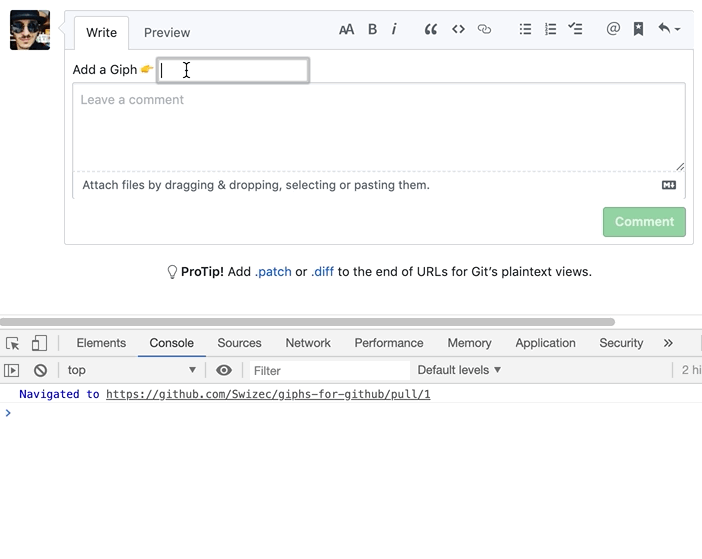 Write Preview AA B i @
Add a Giph 👉
Leave a comment
Attach files by dragging & dropping, selecting or pasting them.
Comment
ProTip! Add .patch or .diff to the end of URLs for Git's plaintext views.
Elements Console Sources Network Performance Memory Application Security »
top ▼ Filter Default levels ▼ 2 hi
Navigated to https://github.com/Swizec/giphs-for-github/pull/1
>